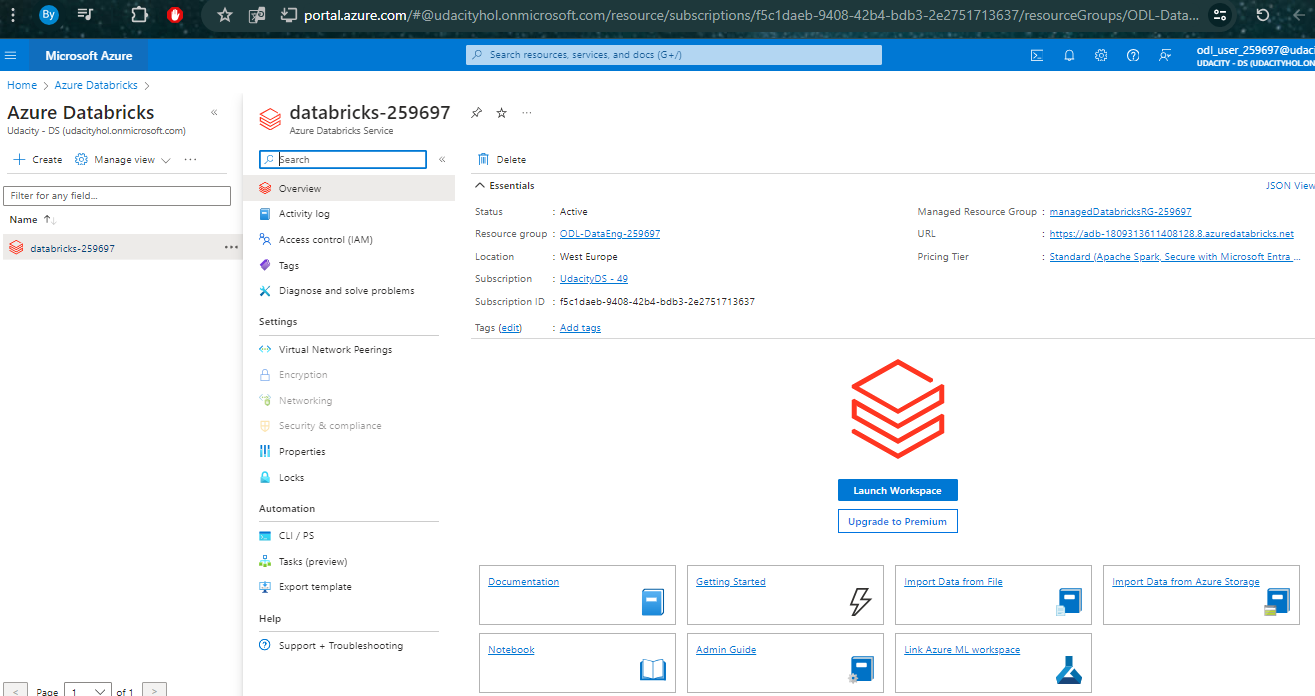 By
portal.azure.com/#@udacityhol.onmicrosoft.com/resource/subscriptions/f5c1daeb-9408-42b4-bdb3-2e2751713637/resourceGroups/ODL-Data...
Microsoft Azure
Search resources, services, and docs (G+/)
odl_user_259697@udaci
UDACITY - DS (UDACITYHOL.ON
Home > Azure Databricks >
Azure Databricks
Udacity - DS (udacityhol.onmicrosoft.com)
Create
Manage view
Filter for any field...
Name
databricks-259697
Page 1 of 1
databricks-259697
Azure Databricks Service
Search
Overview
Activity log
Access control (IAM)
Tags
Diagnose and solve problems
Settings
Virtual Network Peerings
Encryption
Networking
Security & compliance
Properties
Locks
Automation
CLI / PS
Tasks (preview)
Export template
Help
Support + Troubleshooting
Delete
Essentials
JSON View
Status : Active
Resource group : ODL-DataEng-259697
Location : West Europe
Subscription : UdacityDS - 49
Subscription ID : f5c1daeb-9408-42b4-bdb3-2e2751713637
Tags (edit) : Add tags
Managed Resource Group : managedDatabricksRG-259697
URL : https://adb-1809313611408128.8.azuredatabricks.net
Pricing Tier : Standard (Apache Spark, Secure with Microsoft Entra ...
Launch Workspace
Upgrade to Premium
Documentation
Getting Started
Import Data from File
Import Data from Azure Storage
Notebook
Admin Guide
Link Azure ML workspace